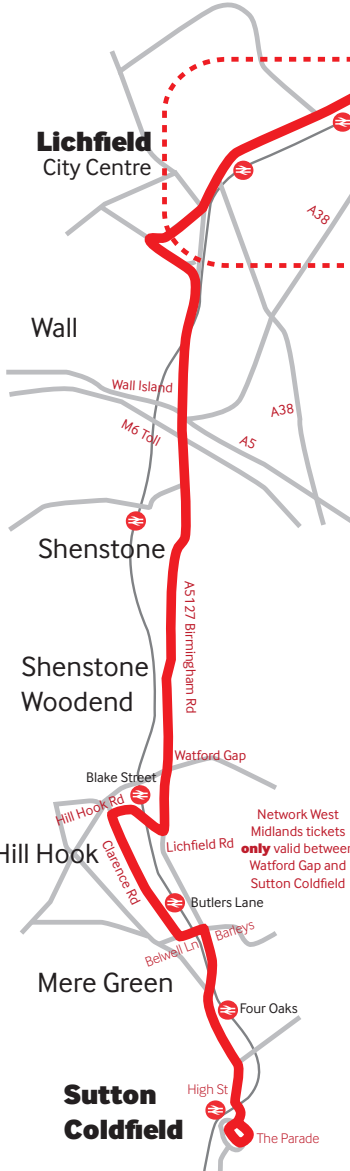 Lichfield
City Centre
A38
Wall
Wall Island
M6 Toll
A38
A5
Shenstone
A5127 Birmingham Rd
Shenstone
Woodend
Watford Gap
Blake Street
Hill Hook Rd
Network West
Midlands tickets
only valid between
Watford Gap and
Sutton Coldfield
Lichfield Rd
Hill Hook
Clarence Rd
Butlers Lane
Barleys
Belwell Ln
Mere Green
Four Oaks
High St
Sutton
Coldfield
The Parade